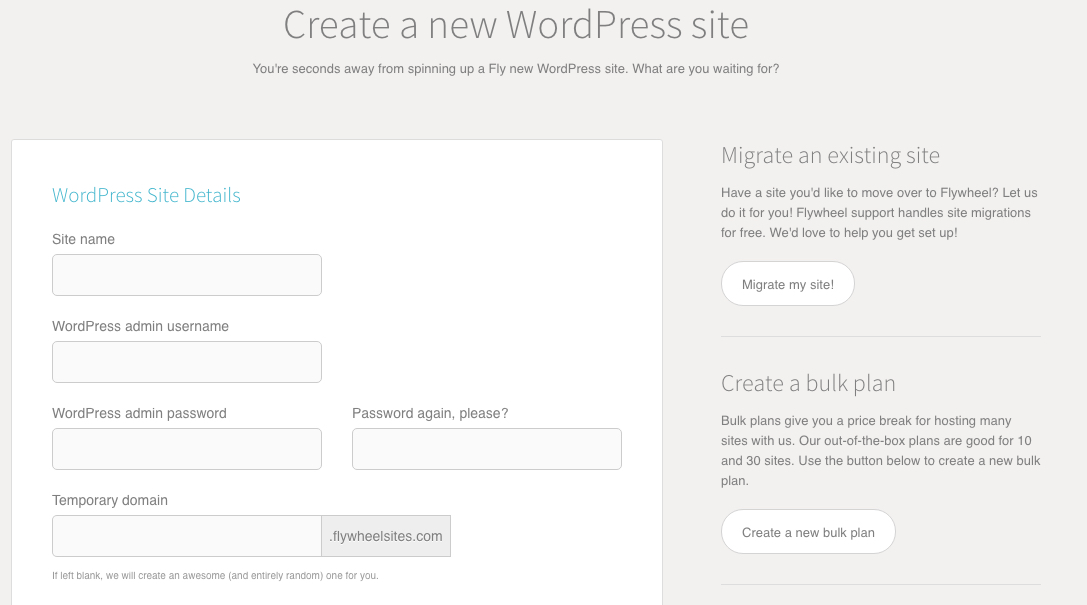 Create a new WordPress site
You're seconds away from spinning up a Fly new WordPress site. What are you waiting for?
WordPress Site Details
Site name
WordPress admin username
WordPress admin password
Password again, please?
Temporary domain
.flywheelsites.com
If left blank, we will create an awesome (and entirely random) one for you.
Migrate an existing site
Have a site you'd like to move over to Flywheel? Let us
do it for you! Flywheel support handles site migrations
for free. We'd love to help you get set up!
Migrate my site!
Create a bulk plan
Bulk plans give you a price break for hosting many
sites with us. Our out-of-the-box plans are good for 10
and 30 sites. Use the button below to create a new bulk
plan.
Create a new bulk plan